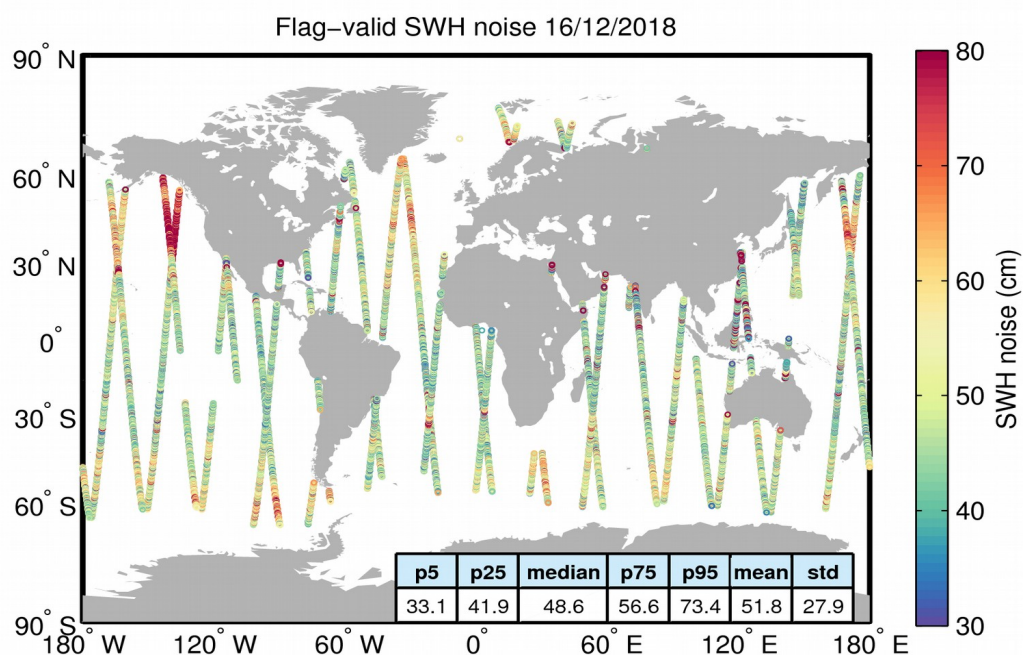 Flag−valid SWH noise 16/12/2018
90° N
60° N
30° N
0°
30° S
60° S
90° S
180° W
120° W
60° W
0°
60° E
120° E
180° E
80
70
60
50
40
30
SWH noise (cm)
p5 p25 median p75 p95 mean std
33.1 41.9 48.6 56.6 73.4 51.8 27.9